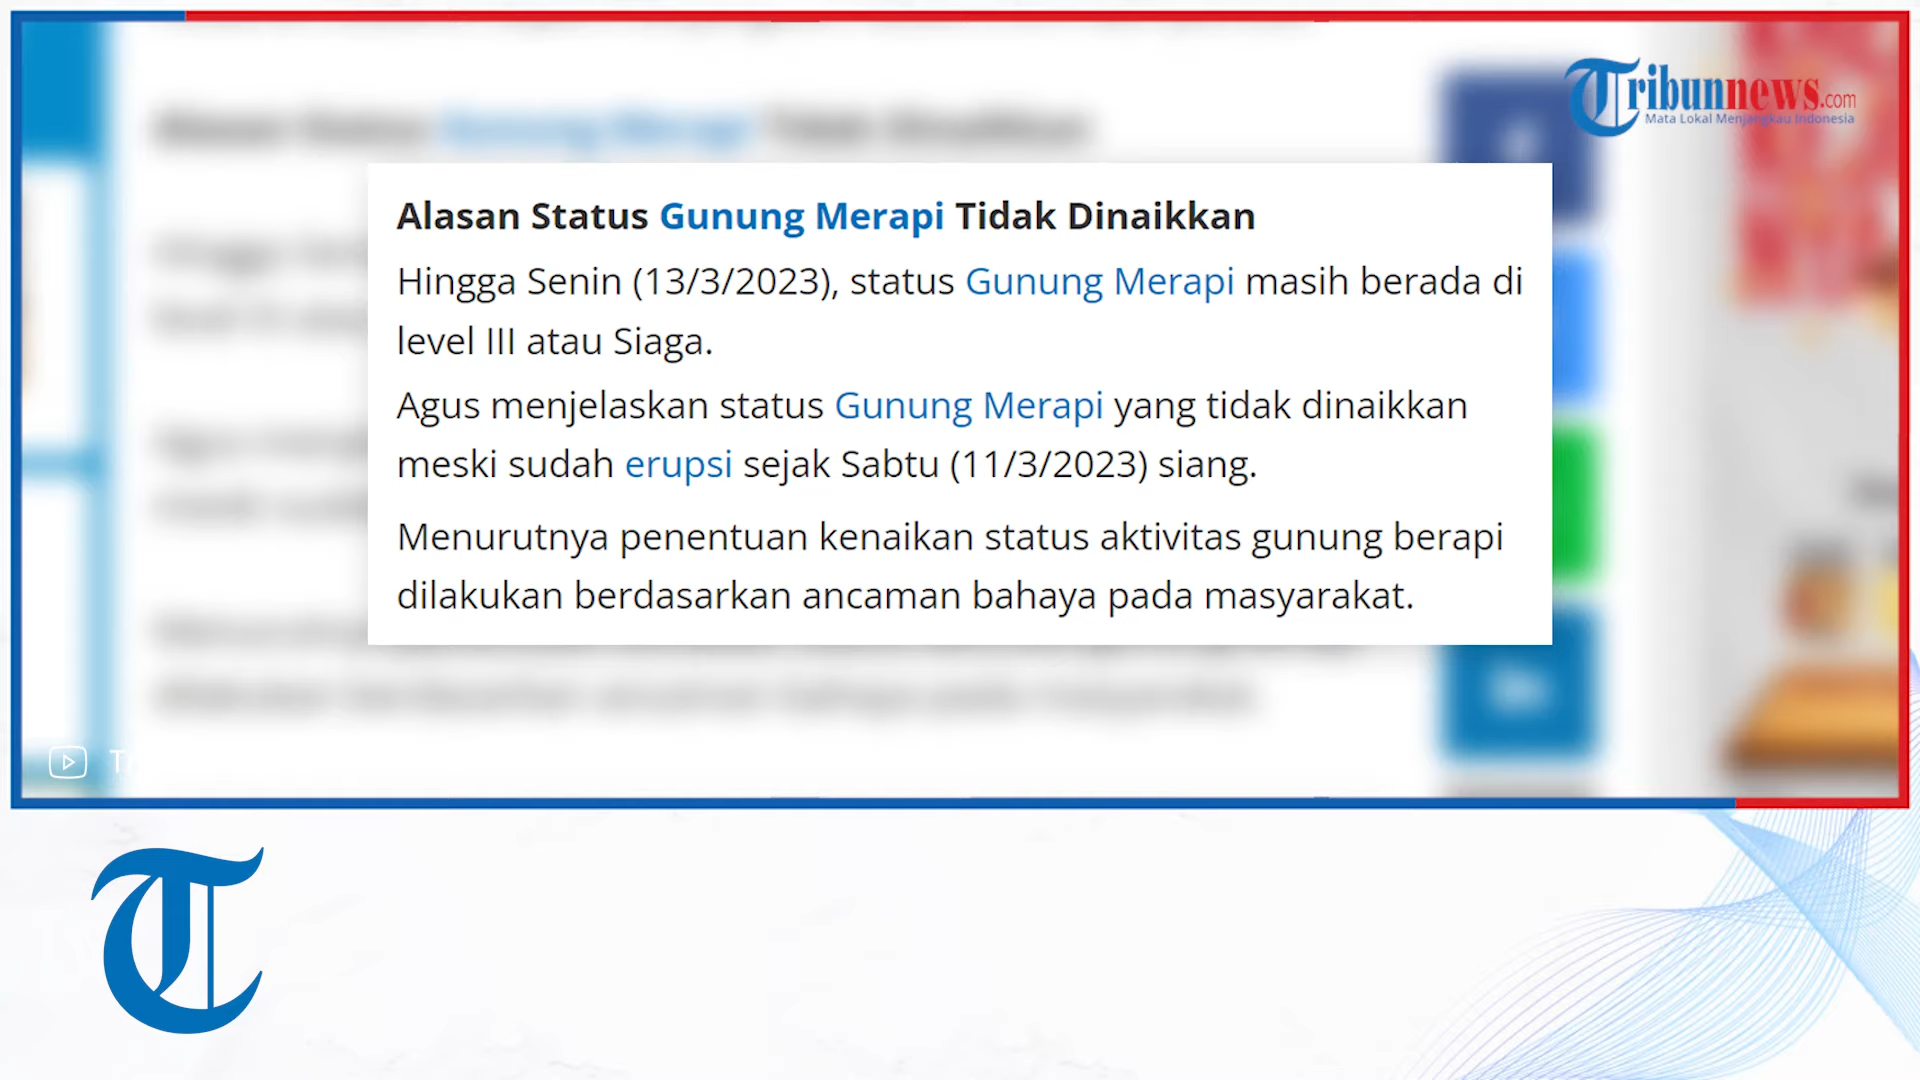 Tribunnews.com
Mata Lokal Menjangkau Indonesia
Alasan Status Gunung Merapi Tidak Dinaikkan
Hingga Senin (13/3/2023), status Gunung Merapi masih berada di
level III atau Siaga.
Agus menjelaskan status Gunung Merapi yang tidak dinaikkan
meski sudah erupsi sejak Sabtu (11/3/2023) siang.
Menurutnya penentuan kenaikan status aktivitas gunung berapi
dilakukan berdasarkan ancaman bahaya pada masyarakat.
T